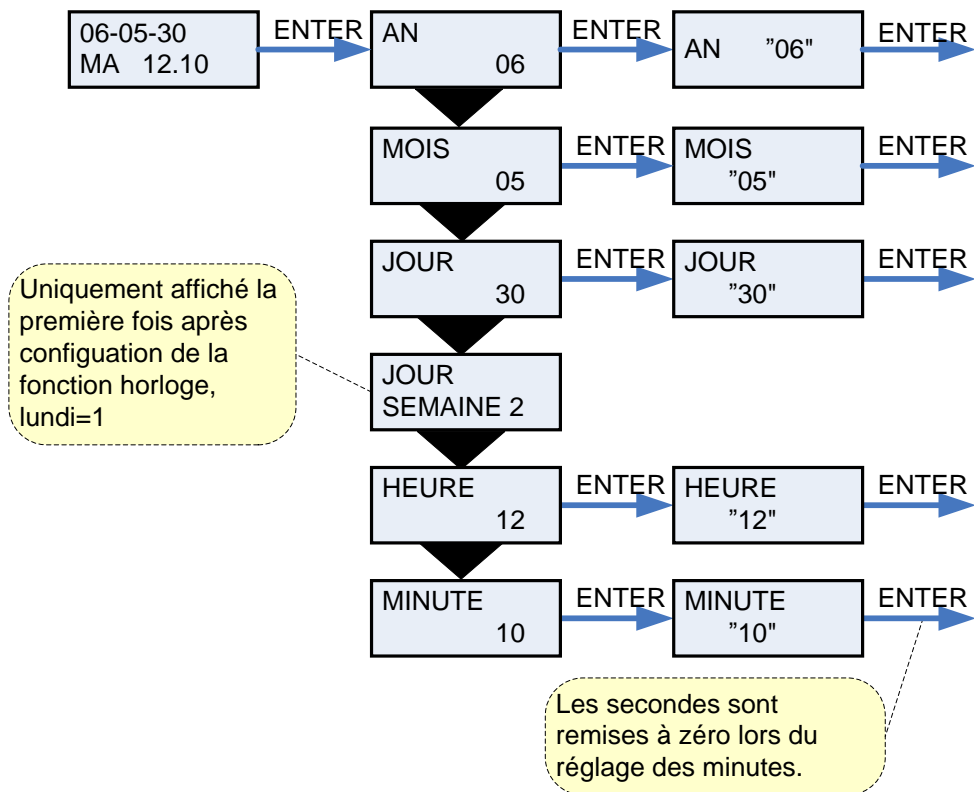 06-05-30
MA 12.10
ENTER
AN
06
ENTER
AN ”06"
ENTER
MOIS
05
ENTER
MOIS
”05"
ENTER
JOUR
30
ENTER
JOUR
”30"
ENTER
Uniquement affiché la
première fois après
configuation de la
fonction horloge,
lundi=1
JOUR
SEMAINE 2
HEURE
12
ENTER
HEURE
”12"
ENTER
MINUTE
10
ENTER
MINUTE
”10"
ENTER
Les secondes sont
remises à zéro lors du
réglage des minutes.